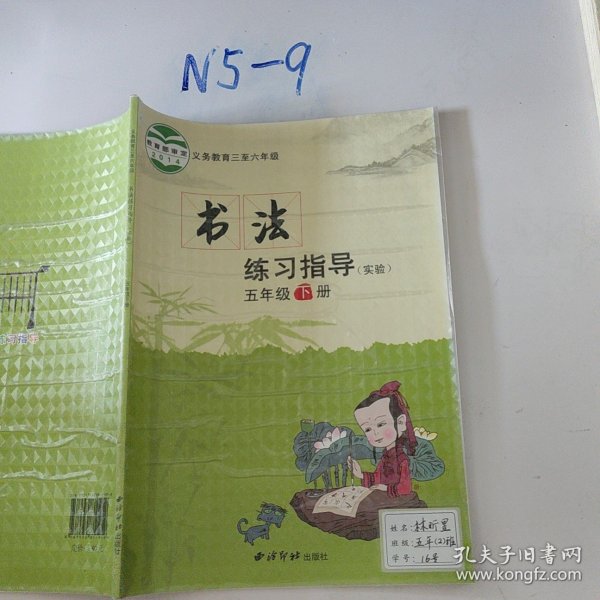 N5-9
教育部审定
2014
义务教育三至六年级
书法
练习指导(实验)
五年级下册
姓名:林昕昱
班级:五年(2)班
学号:16号
西泠印社出版社
孔夫子旧书网
www.kongfz.com